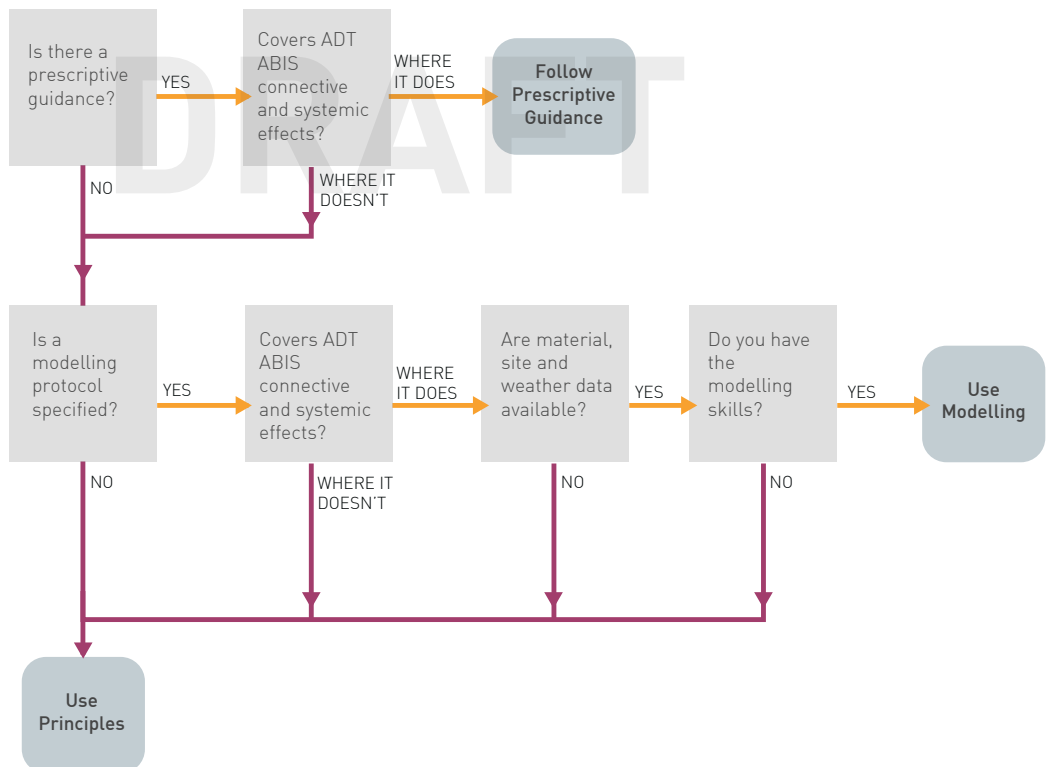 Is there a
prescriptive
guidance?
YES
Covers ADT
ABIS
connective
and systemic
effects?
WHERE
IT DOES
Follow
Prescriptive
Guidance
DRAFT
NO
WHERE IT
DOESN'T
Is a
modelling
protocol
specified?
YES
Covers ADT
ABIS
connective
and systemic
effects?
WHERE
IT DOES
Are material,
site and
weather data
available?
YES
Do you have
the
modelling
skills?
YES
Use
Modelling
NO
WHERE IT
DOESN'T
NO
NO
Use
Principles